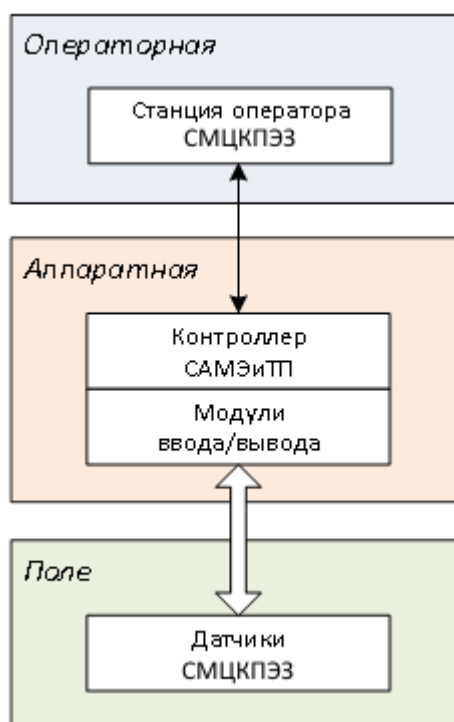 Операторная
Станция оператора
СМЦКПЭЗ
Аппаратная
Контроллер
САМЭиТП
Модули
ввода/вывода
Поле
Датчики
СМЦКПЭЗ